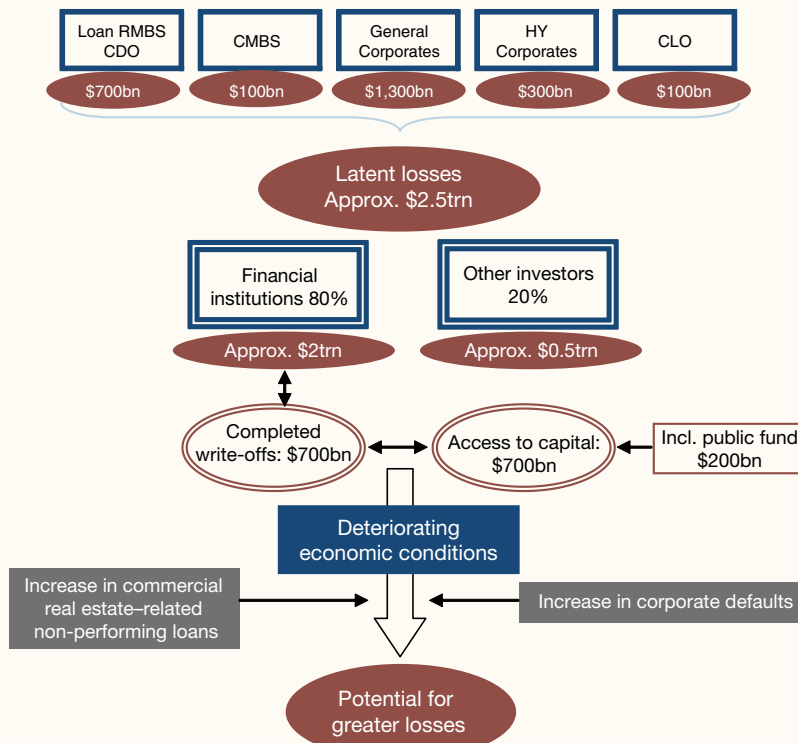 Loan RMBS
CDO
CMBS
General
Corporates
HY
Corporates
CLO
$700bn
$100bn
$1,300bn
$300bn
$100bn
Latent losses
Approx. $2.5trn
Financial
institutions 80%
Other investors
20%
Approx. $2trn
Approx. $0.5trn
Completed
write-offs: $700bn
Access to capital:
$700bn
Incl. public fund
$200bn
Deteriorating
economic conditions
Increase in commercial
real estate–related
non-performing loans
Increase in corporate defaults
Potential for
greater losses